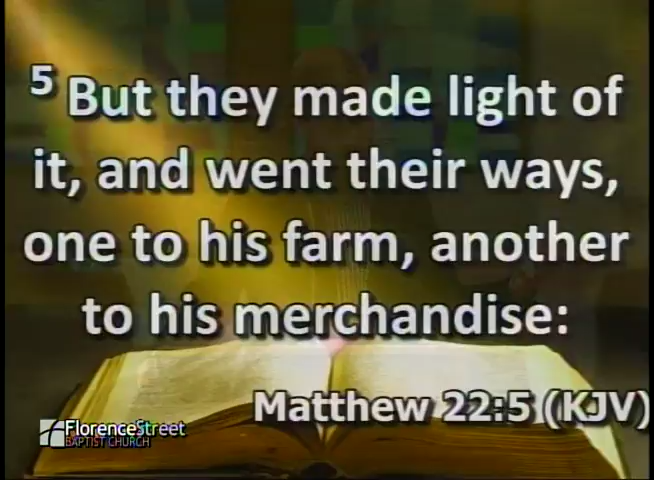 5 But they made light of
it, and went their ways,
one to his farm, another
to his merchandise:
Matthew 22:5 (KJV)
FlorenceStreet
BAPTIST CHURCH